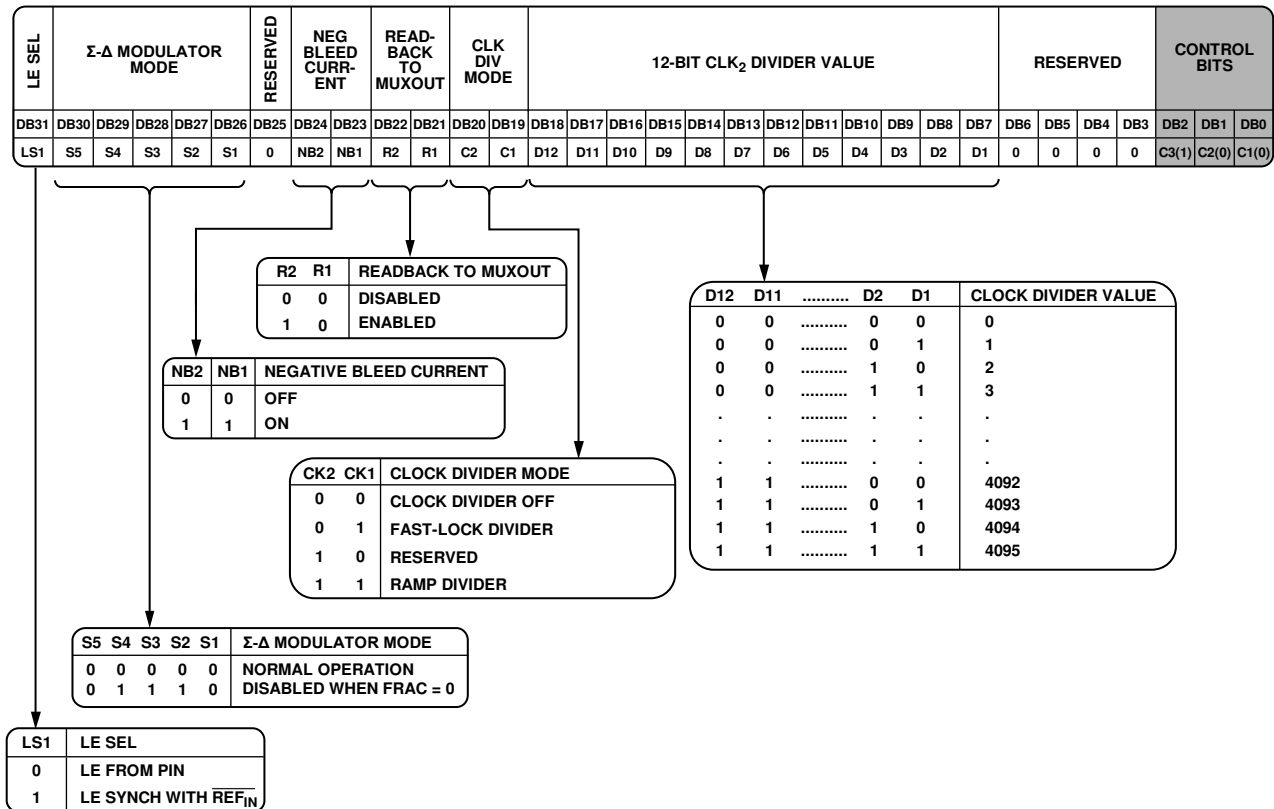 LE SEL
Σ-Δ MODULATOR
MODE
RESERVED
NEG
BLEED
CURR-
ENT
READ-
BACK
TO
MUXOUT
CLK
DIV
MODE
12-BIT CLK2 DIVIDER VALUE
RESERVED
CONTROL
BITS
DB31 DB30 DB29 DB28 DB27 DB26 DB25 DB24 DB23 DB22 DB21 DB20 DB19 DB18 DB17 DB16 DB15 DB14 DB13 DB12 DB11 DB10 DB9 DB8 DB7 DB6 DB5 DB4 DB3 DB2 DB1 DB0
LS1 S5 S4 S3 S2 S1 0 NB2 NB1 R2 R1 C2 C1 D12 D11 D10 D9 D8 D7 D6 D5 D4 D3 D2 D1 0 0 0 0 C3(1) C2(0) C1(0)
R2 R1 READBACK TO MUXOUT
0 0 DISABLED
1 0 ENABLED
NB2 NB1 NEGATIVE BLEED CURRENT
0 0 OFF
1 1 ON
CK2 CK1 CLOCK DIVIDER MODE
0 0 CLOCK DIVIDER OFF
0 1 FAST-LOCK DIVIDER
1 0 RESERVED
1 1 RAMP DIVIDER
D12 D11 .......... D2 D1 CLOCK DIVIDER VALUE
0 0 .......... 0 0 0
0 0 .......... 0 1 1
0 0 .......... 1 0 2
0 0 .......... 1 1 3
. . .......... . . .
. . .......... . . .
. . .......... . . .
1 1 .......... 0 0 4092
1 1 .......... 0 1 4093
1 1 .......... 1 0 4094
1 1 .......... 1 1 4095
S5 S4 S3 S2 S1 Σ-Δ MODULATOR MODE
0 0 0 0 0 NORMAL OPERATION
0 1 1 1 0 DISABLED WHEN FRAC = 0
LS1 LE SEL
0 LE FROM PIN
1 LE SYNCH WITH REFIN